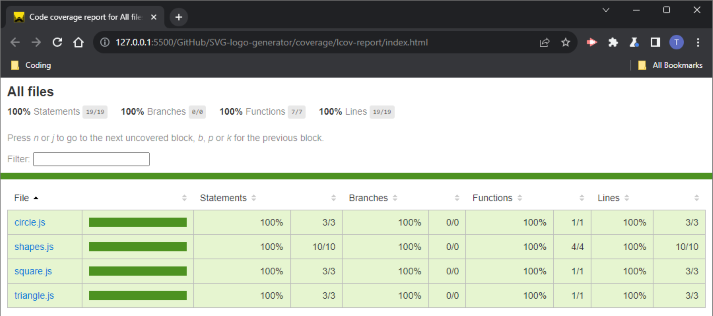 Code coverage report for All files
127.0.0.1:5500/GitHub/SVG-logo-generator/coverage/lcov-report/index.html
T
Coding
All Bookmarks
All files
100% Statements 19/19 100% Branches 0/0 100% Functions 7/7 100% Lines 19/19
Press n or j to go to the next uncovered block, b, p or k for the previous block.
Filter:
File Statements Branches Functions Lines
circle.js 100% 3/3 100% 0/0 100% 1/1 100% 3/3
shapes.js 100% 10/10 100% 0/0 100% 4/4 100% 10/10
square.js 100% 3/3 100% 0/0 100% 1/1 100% 3/3
triangle.js 100% 3/3 100% 0/0 100% 1/1 100% 3/3